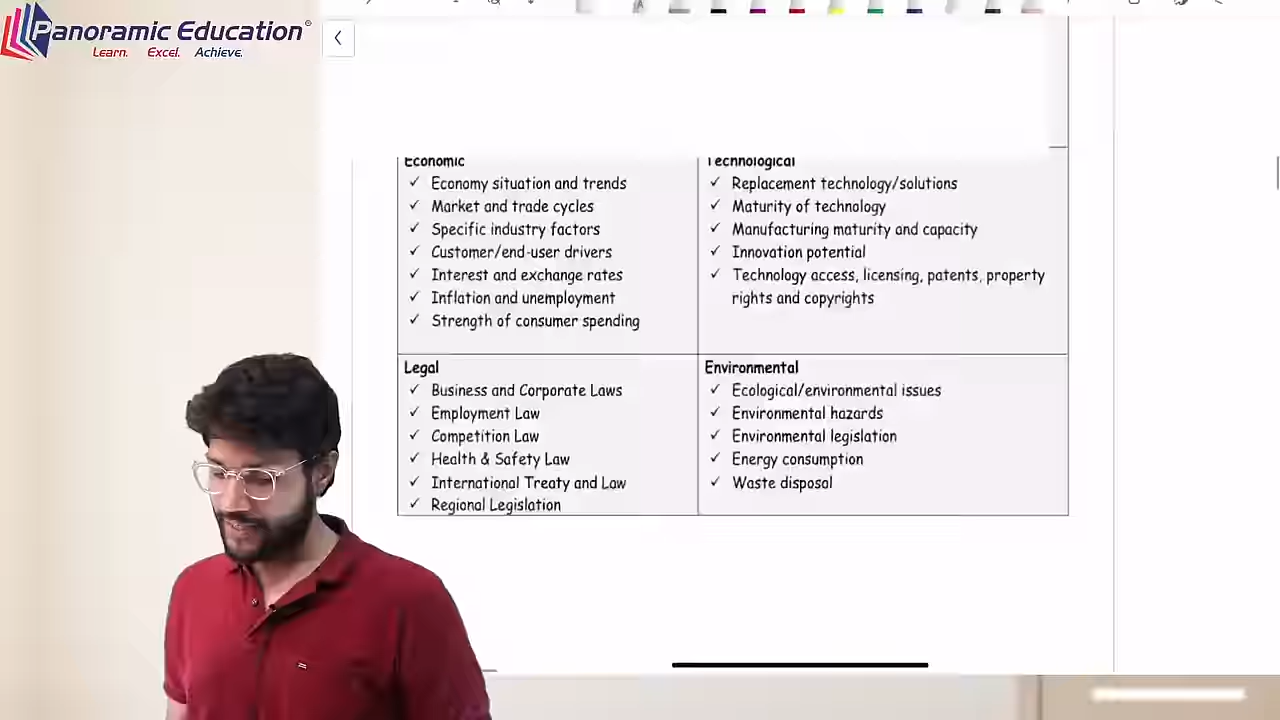 Panoramic Education®
Learn. Excel. Achieve.
Economic
✓ Economy situation and trends
✓ Market and trade cycles
✓ Specific industry factors
✓ Customer/end-user drivers
✓ Interest and exchange rates
✓ Inflation and unemployment
✓ Strength of consumer spending
Technological
✓ Replacement technology/solutions
✓ Maturity of technology
✓ Manufacturing maturity and capacity
✓ Innovation potential
✓ Technology access, licensing, patents, property
rights and copyrights
Legal
✓ Business and Corporate Laws
✓ Employment Law
✓ Competition Law
✓ Health & Safety Law
✓ International Treaty and Law
✓ Regional Legislation
Environmental
✓ Ecological/environmental issues
✓ Environmental hazards
✓ Environmental legislation
✓ Energy consumption
✓ Waste disposal